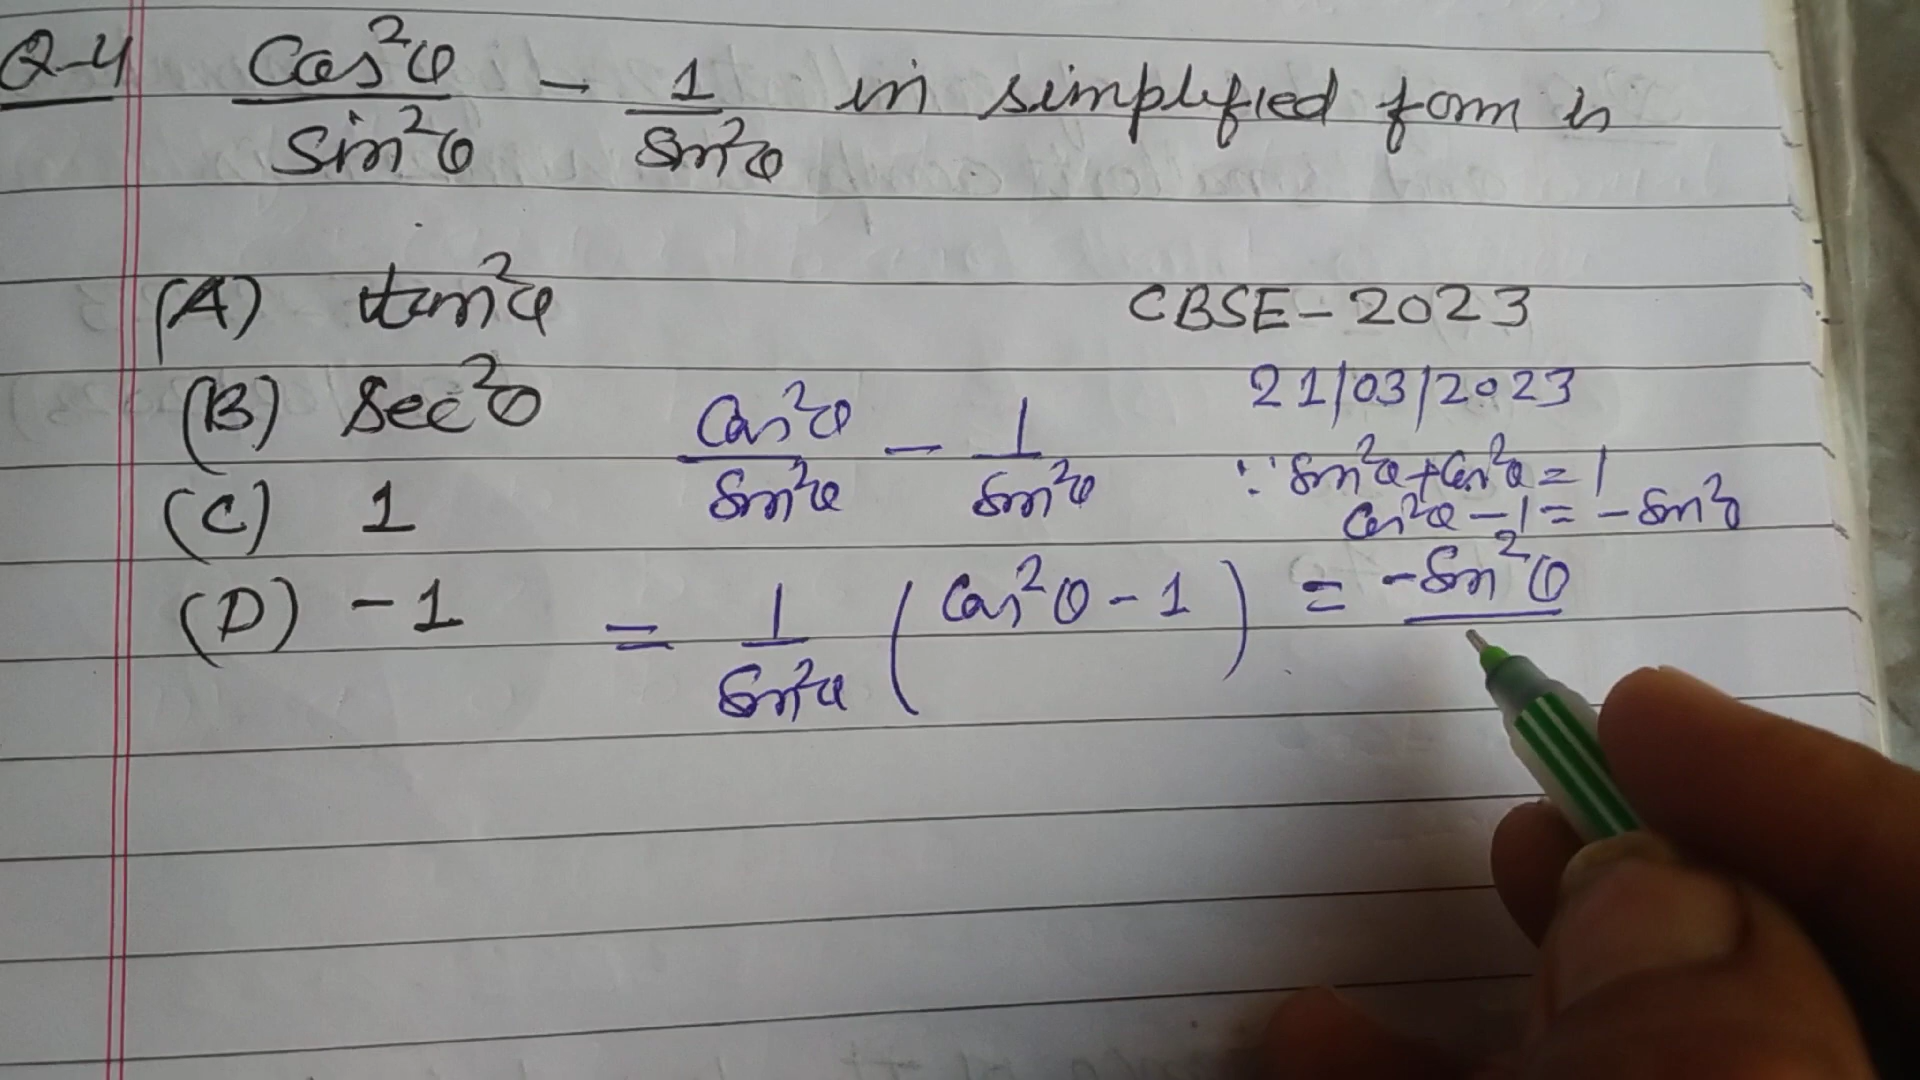 Q-4 Cos²θ/Sin²θ - 1/Sin²θ in simplified form is
(A) tan²θ
CBSE-2023
21/03/2023
(B) Sec²θ
(C) 1
(D) -1
Cos²θ/Sin²θ - 1/Sin²θ
∵ Sin²θ+Cos²θ=1
Cos²θ-1=-Sin²θ
= 1/Sin²θ (Cos²θ-1) = -Sin²θ